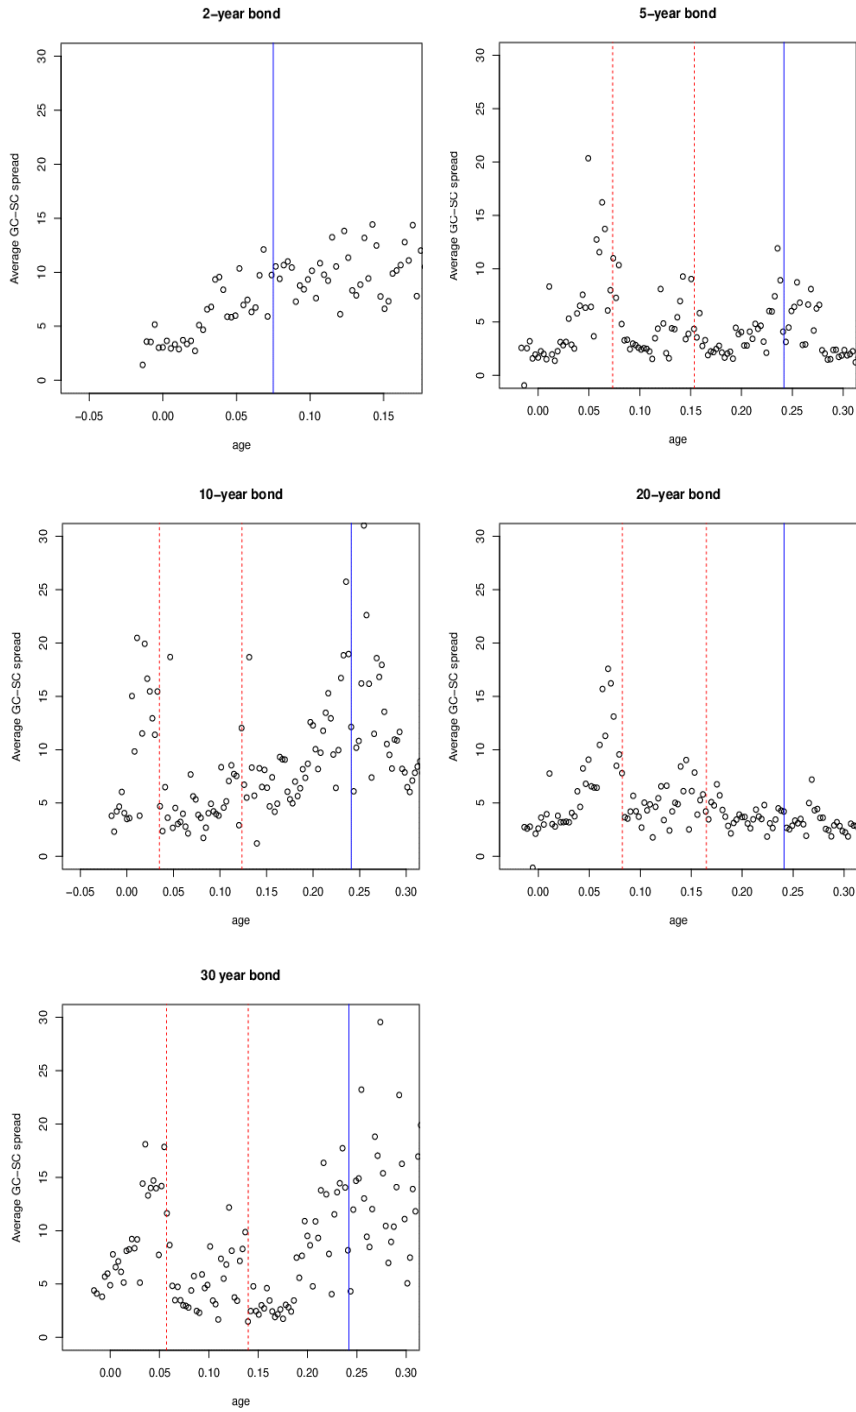 2−year bond
Average GC−SC spread
30
25
20
15
10
5
0
−0.05 0.00 0.05 0.10 0.15
age
5−year bond
Average GC−SC spread
30
25
20
15
10
5
0
0.00 0.05 0.10 0.15 0.20 0.25 0.30
age
10−year bond
Average GC−SC spread
30
25
20
15
10
5
0
−0.05 0.00 0.05 0.10 0.15 0.20 0.25 0.30
age
20−year bond
Average GC−SC spread
30
25
20
15
10
5
0
0.00 0.05 0.10 0.15 0.20 0.25 0.30
age
30 year bond
Average GC−SC spread
30
25
20
15
10
5
0
0.00 0.05 0.10 0.15 0.20 0.25 0.30
age